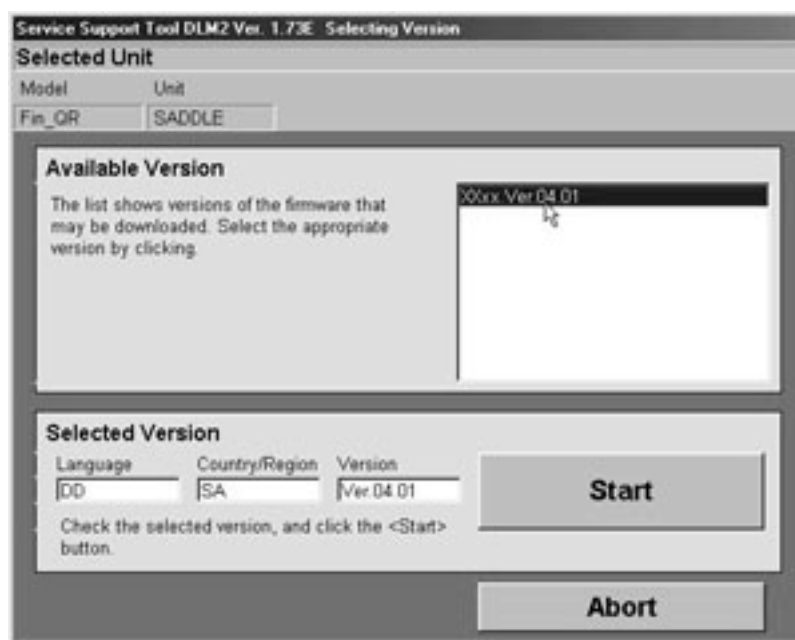 Service Support Tool DLM2 Ver. 1.73E Selecting Version
Selected Unit
Model Unit
Fin_QR SADDLE
Available Version
The list shows versions of the firmware that
may be downloaded. Select the appropriate
version by clicking.
XXxx Ver.04.01
Selected Version
Language Country/Region Version
DD SA Ver.04.01
Start
Check the selected version, and click the <Start>
button.
Abort